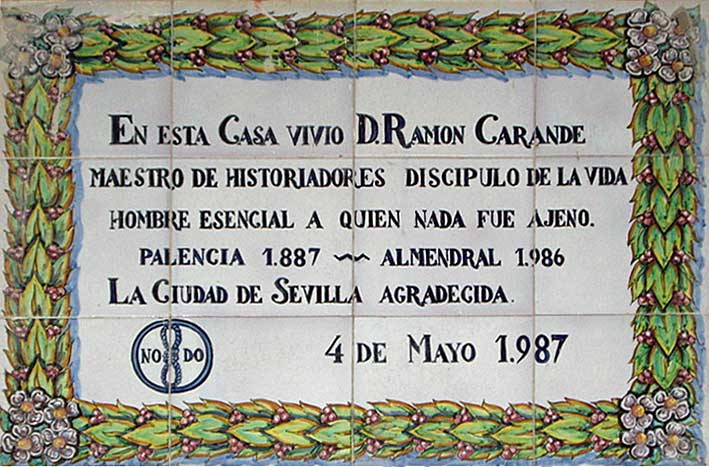 EN ESTA CASA VIVIO D.RAMON CARANDE
MAESTRO DE HISTORIADORES DISCIPULO DE LA VIDA
HOMBRE ESENCIAL A QUIEN NADA FUE AJENO.
PALENCIA 1.887 ~ ALMENDRAL 1.986
LA CIUDAD DE SEVILLA AGRADECIDA.
NO DO
4 DE MAYO 1.987